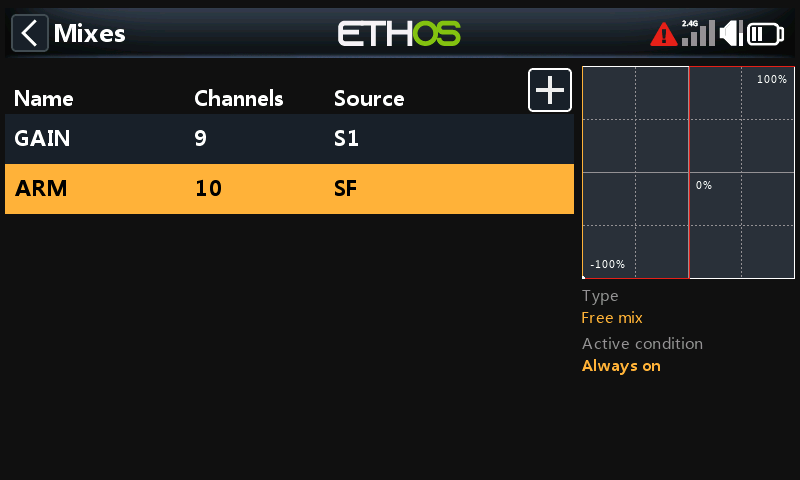 Mixes
ETHOS
2.4G
Name Channels Source
GAIN 9 S1
ARM 10 SF
100%
0%
-100%
Type
Free mix
Active condition
Always on